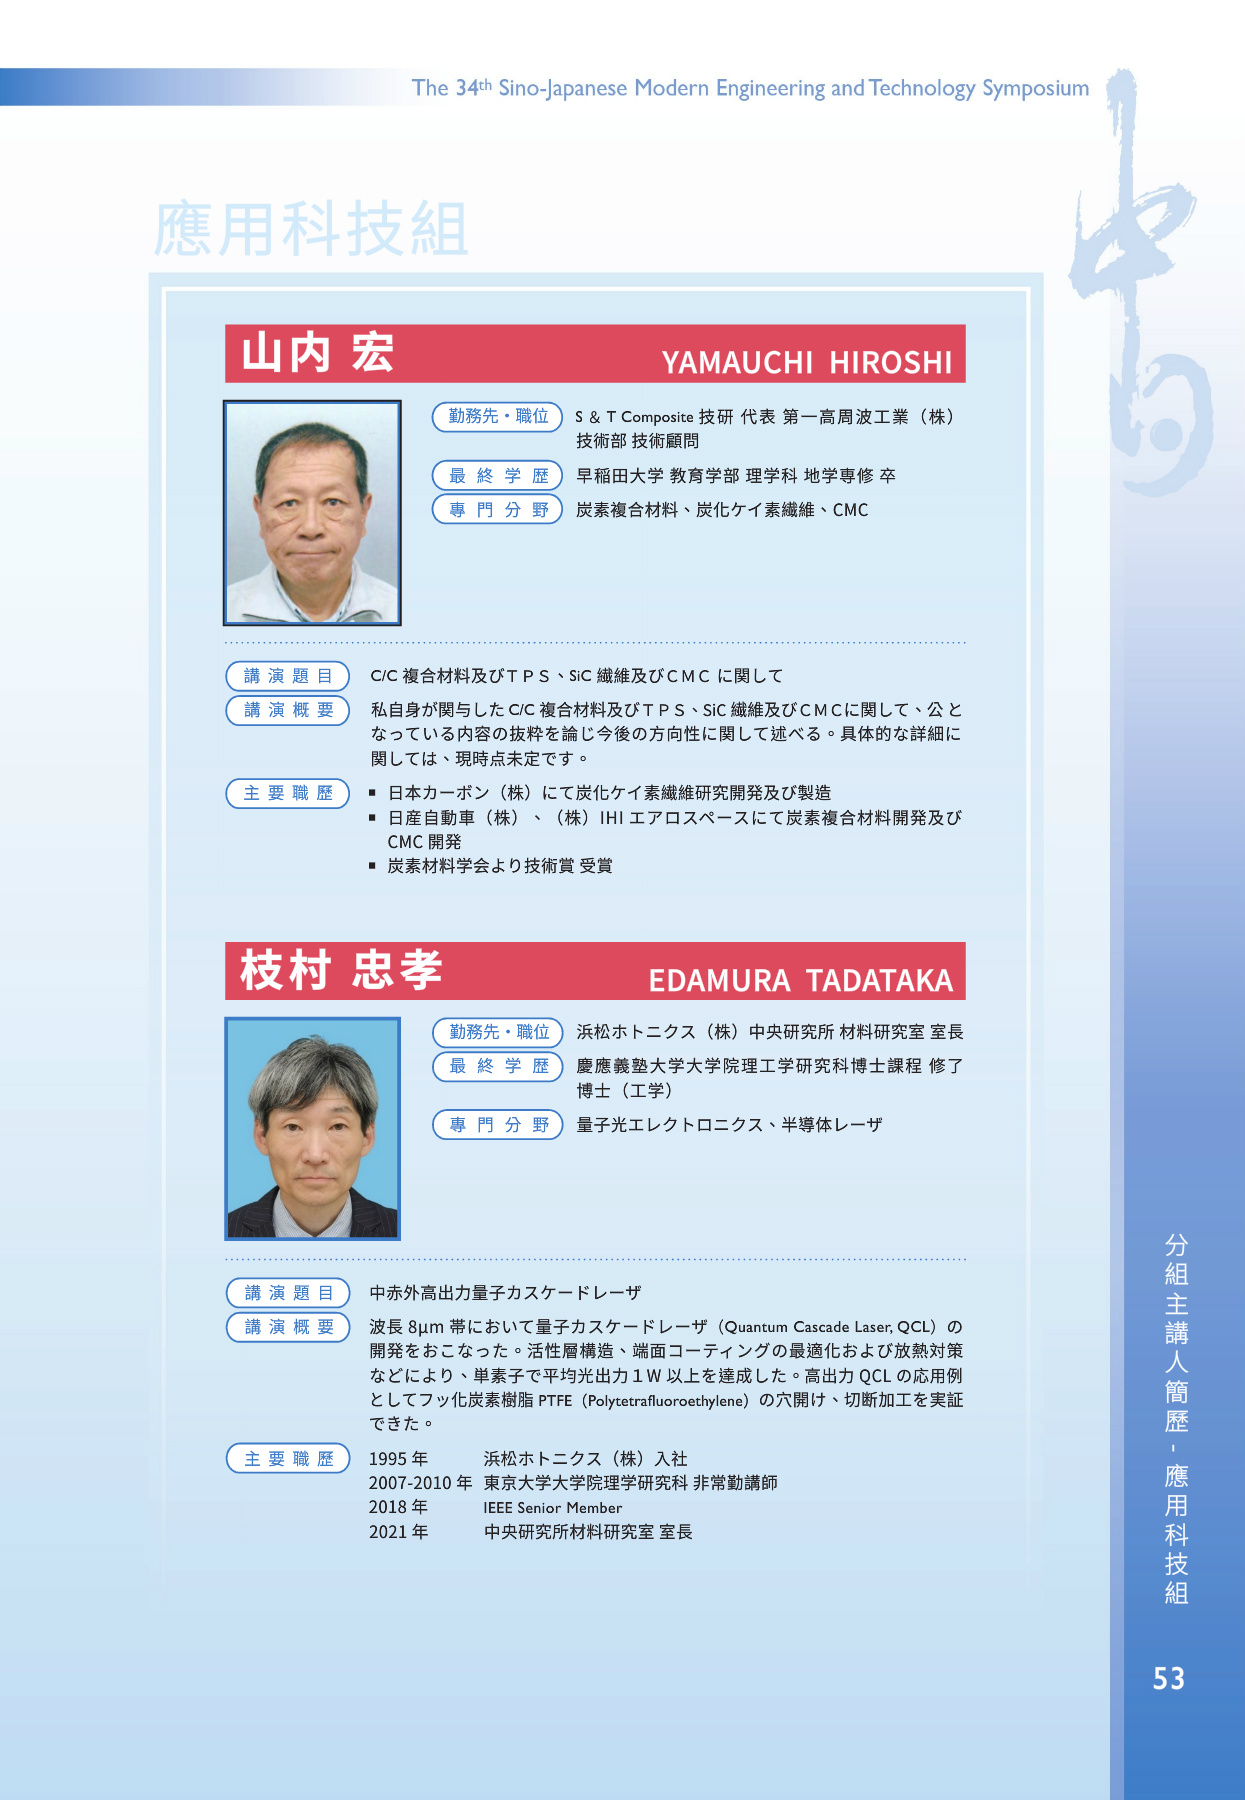 The 34th Sino-Japanese Modern Engineering and Technology Symposium
中日
應用科技組
山内 宏 YAMAUCHI HIROSHI
勤務先・職位 S & T Composite 技研 代表 第一高周波工業（株）
技術部 技術顧問
最終学歴 早稲田大学 教育学部 理学科 地学専修 卒
專門分野 炭素複合材料、炭化ケイ素繊維、CMC
講演題目 C/C 複合材料及びＴＰＳ、SiC 繊維及びＣＭＣ に関して
講演概要 私自身が関与した C/C 複合材料及びＴＰＳ、SiC 繊維及びＣＭＣに関して、公と
なっている内容の抜粋を論じ今後の方向性に関して述べる。具体的な詳細に
関しては、現時点未定です。
主要職歴 ▪ 日本カーボン（株）にて炭化ケイ素繊維研究開発及び製造
▪ 日産自動車（株）、（株）IHI エアロスペースにて炭素複合材料開発及び
CMC 開発
▪ 炭素材料学会より技術賞 受賞
枝村 忠孝 EDAMURA TADATAKA
勤務先・職位 浜松ホトニクス（株）中央研究所 材料研究室 室長
最終学歴 慶應義塾大学大学院理工学研究科博士課程 修了
博士（工学）
專門分野 量子光エレクトロニクス、半導体レーザ
講演題目 中赤外高出力量子カスケードレーザ
講演概要 波長 8μm 帯において量子カスケードレーザ（Quantum Cascade Laser, QCL）の
開発をおこなった。活性層構造、端面コーティングの最適化および放熱対策
などにより、単素子で平均光出力１W 以上を達成した。高出力 QCL の応用例
としてフッ化炭素樹脂 PTFE（Polytetrafluoroethylene）の穴開け、切断加工を実証
できた。
主要職歴 1995 年 浜松ホトニクス（株）入社
2007-2010 年 東京大学大学院理学研究科 非常勤講師
2018 年 IEEE Senior Member
2021 年 中央研究所材料研究室 室長
分組主講人簡歷 - 應用科技組
53